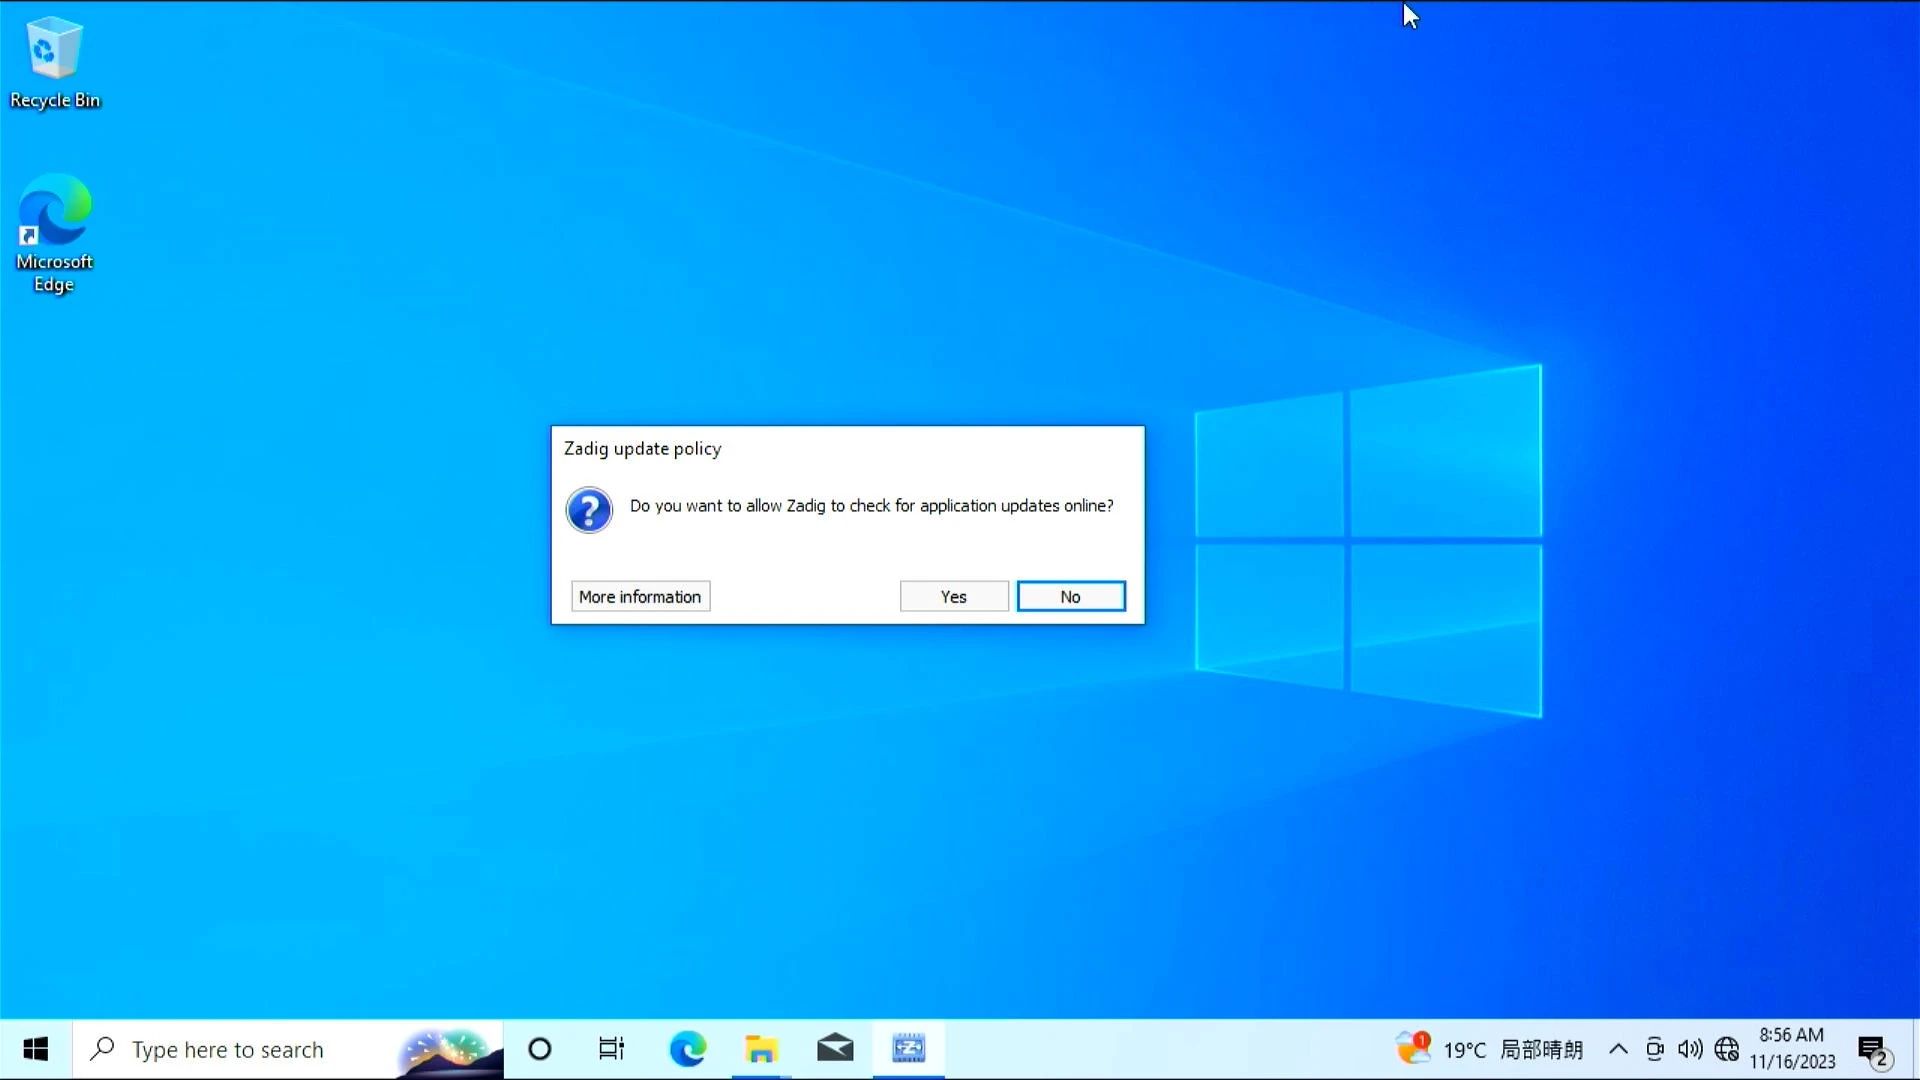 Recycle Bin
Microsoft
Edge
Zadig update policy
Do you want to allow Zadig to check for application updates online?
More information
Yes
No
Type here to search
1
19°C 局部晴朗
8:56 AM
11/16/2023
2